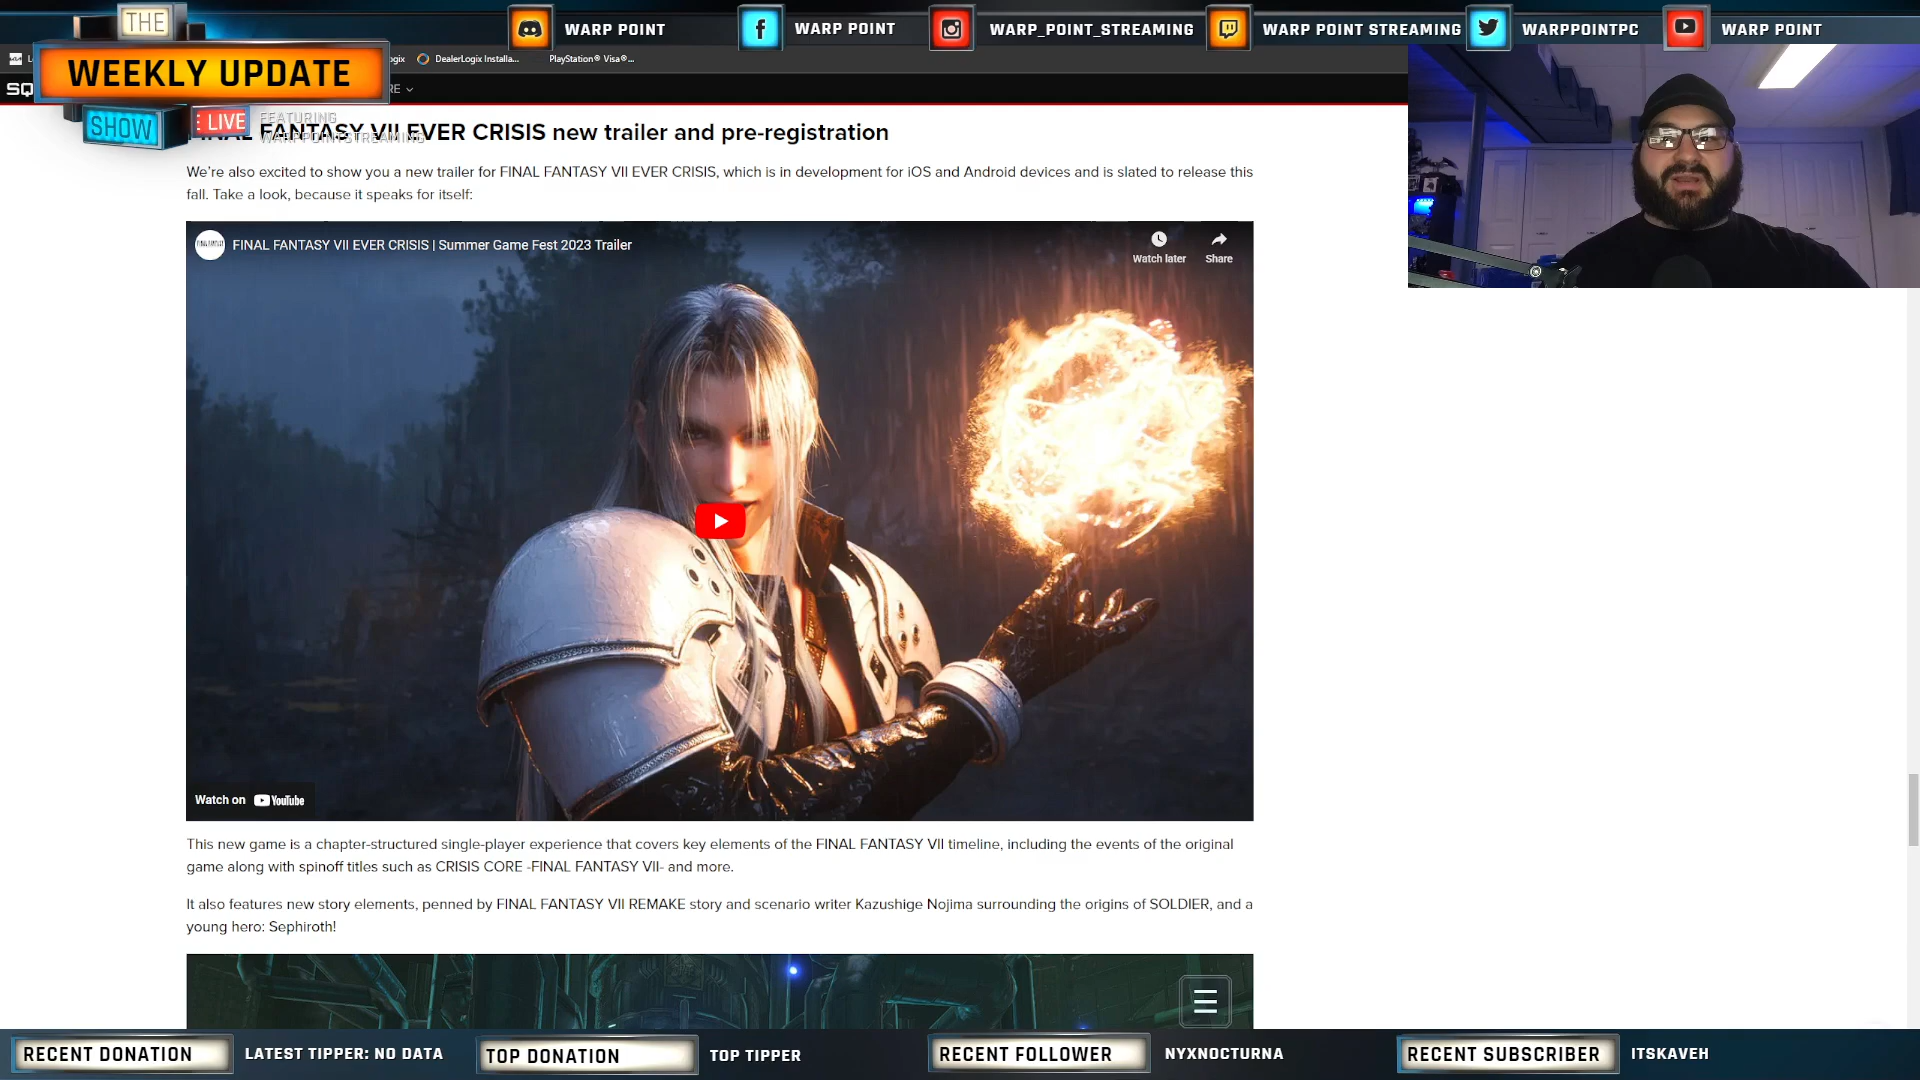 THE
WEEKLY UPDATE
SHOW
LIVE
FEATURING
WARPPOINTSTREAMING
WARP POINT
WARP POINT
WARP_POINT_STREAMING
WARP POINT STREAMING
WARPPOINTPC
WARP POINT
DealerLogix Installa...
PlayStation® Visa®...
SQ
FINAL FANTASY VII EVER CRISIS new trailer and pre-registration
We're also excited to show you a new trailer for FINAL FANTASY VII EVER CRISIS, which is in development for iOS and Android devices and is slated to release this
fall. Take a look, because it speaks for itself:
FINAL FANTASY VII EVER CRISIS | Summer Game Fest 2023 Trailer
Watch later
Share
Watch on YouTube
This new game is a chapter-structured single-player experience that covers key elements of the FINAL FANTASY VII timeline, including the events of the original
game along with spinoff titles such as CRISIS CORE -FINAL FANTASY VII- and more.
It also features new story elements, penned by FINAL FANTASY VII REMAKE story and scenario writer Kazushige Nojima surrounding the origins of SOLDIER, and a
young hero: Sephiroth!
RECENT DONATION
LATEST TIPPER: NO DATA
TOP DONATION
TOP TIPPER
RECENT FOLLOWER
NYXNOCTURNA
RECENT SUBSCRIBER
ITSKAVEH